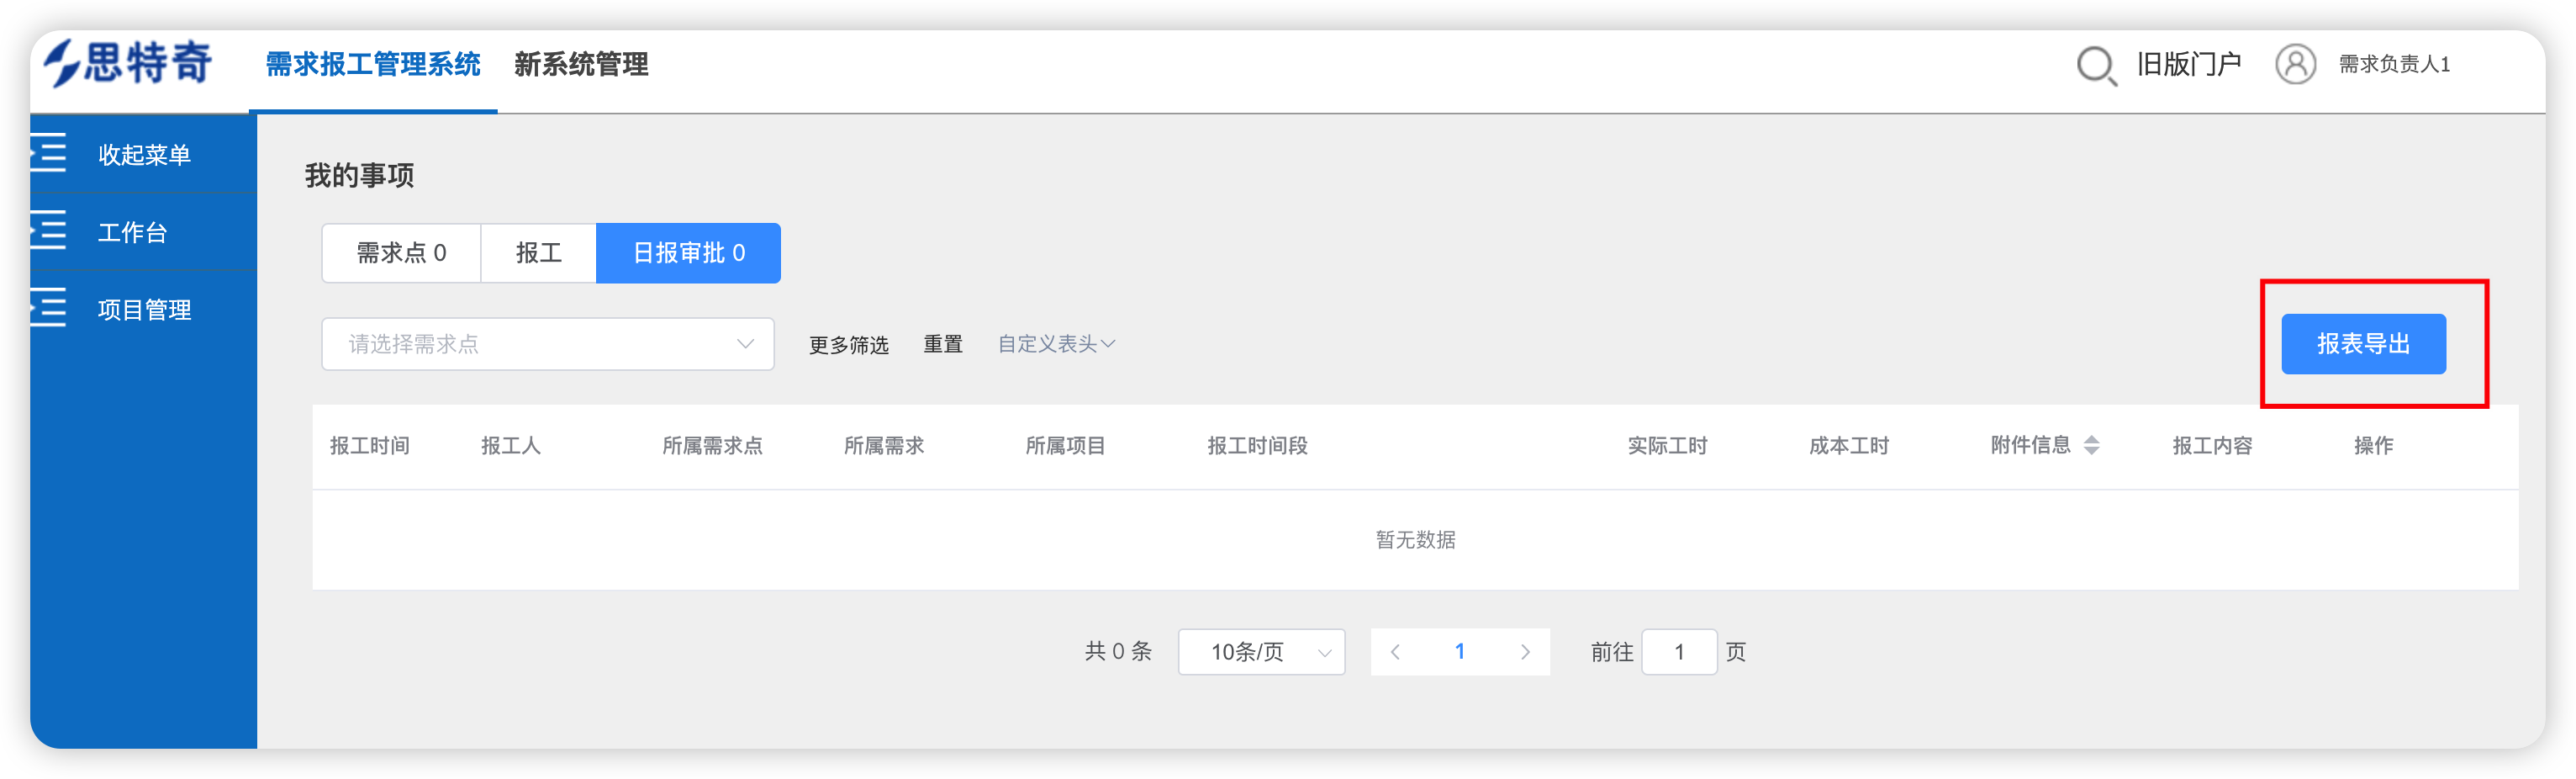 思特奇 需求报工管理系统 新系统管理 旧版门户 需求负责人1
收起菜单
工作台
项目管理
我的事项
需求点 0 报工 日报审批 0
请选择需求点 更多筛选 重置 自定义表头 报表导出
报工时间 报工人 所属需求点 所属需求 所属项目 报工时间段 实际工时 成本工时 附件信息 报工内容 操作
暂无数据
共 0 条 10条/页 1 前往 1 页